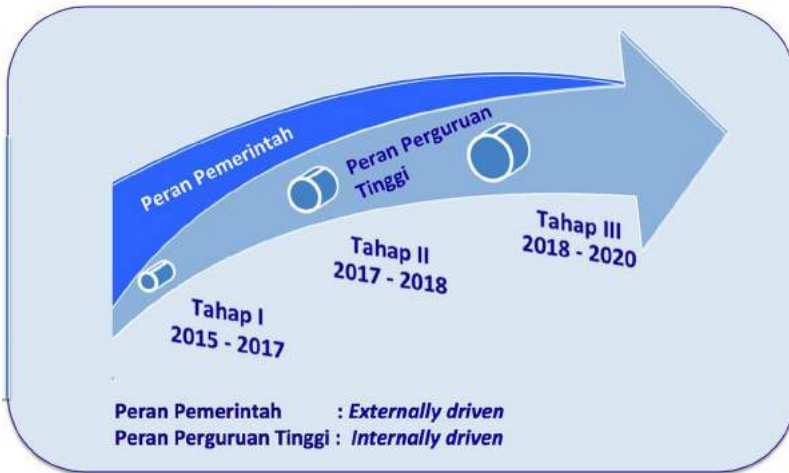 Peran Pemerintah
Peran Perguruan
Tinggi
Tahap I
2015 - 2017
Tahap II
2017 - 2018
Tahap III
2018 - 2020
Peran Pemerintah : Externally driven
Peran Perguruan Tinggi : Internally driven